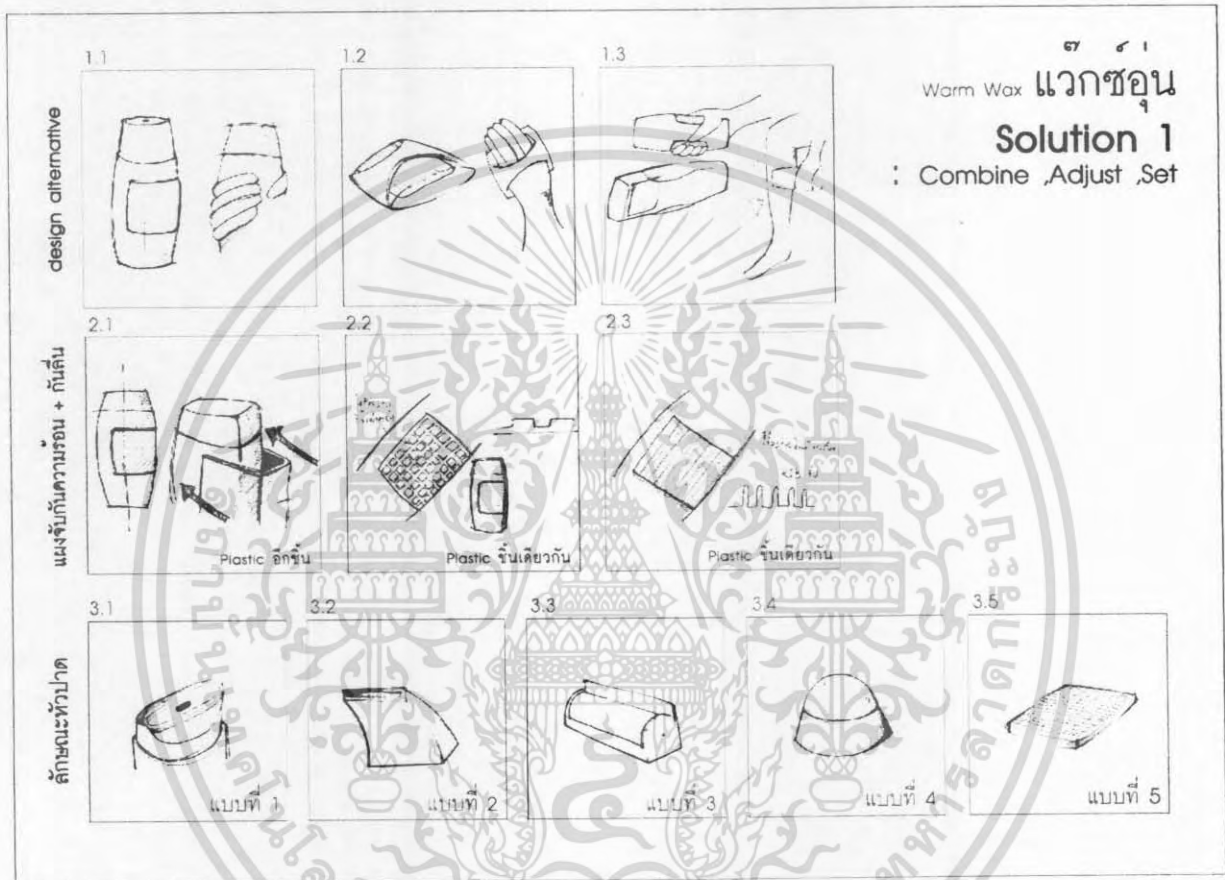 Warm Wax แว๊กซ์อุ่น
Solution 1
: Combine ,Adjust ,Set
design alternative
1.1
1.2
1.3
แผงจับกันความร้อน + กันลื่น
2.1
2.2
2.3
Plastic อีกชิ้น
Plastic ชิ้นเดียวกัน
Plastic ชิ้นเดียวกัน
ลักษณะหัวปาด
3.1
3.2
3.3
3.4
3.5
แบบที่ 1
แบบที่ 2
แบบที่ 3
แบบที่ 4
แบบที่ 5